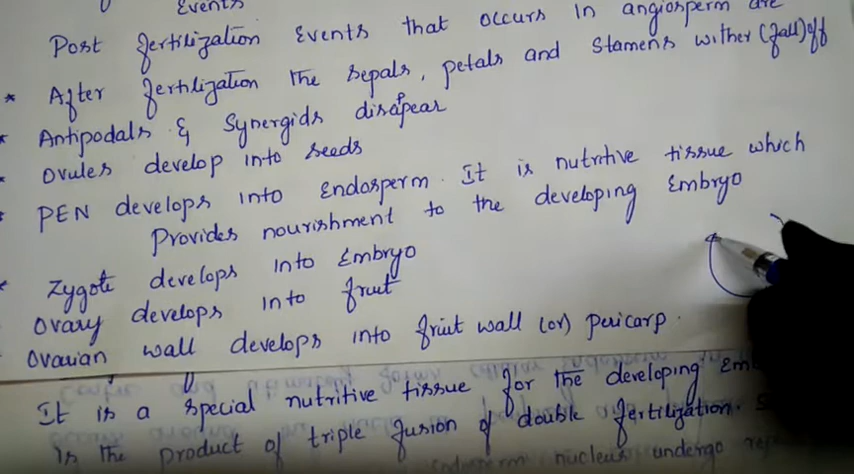 Events
Post fertilization Events that occurs in angiosperm are
* After fertilization the sepals, petals and stamens wither (fall) off
* Antipodals & Synergids disappear
* Ovules develop into seeds
* PEN develops into Endosperm. It is nutritive tissue which
Provides nourishment to the developing Embryo
* Zygote develops into Embryo
Ovary develops into fruit
Ovarian wall develops into fruit wall (or) pericarp.
It is a special nutritive tissue for the developing Em
is the product of triple fusion of double fertilization.
endosperm nucleus undergo